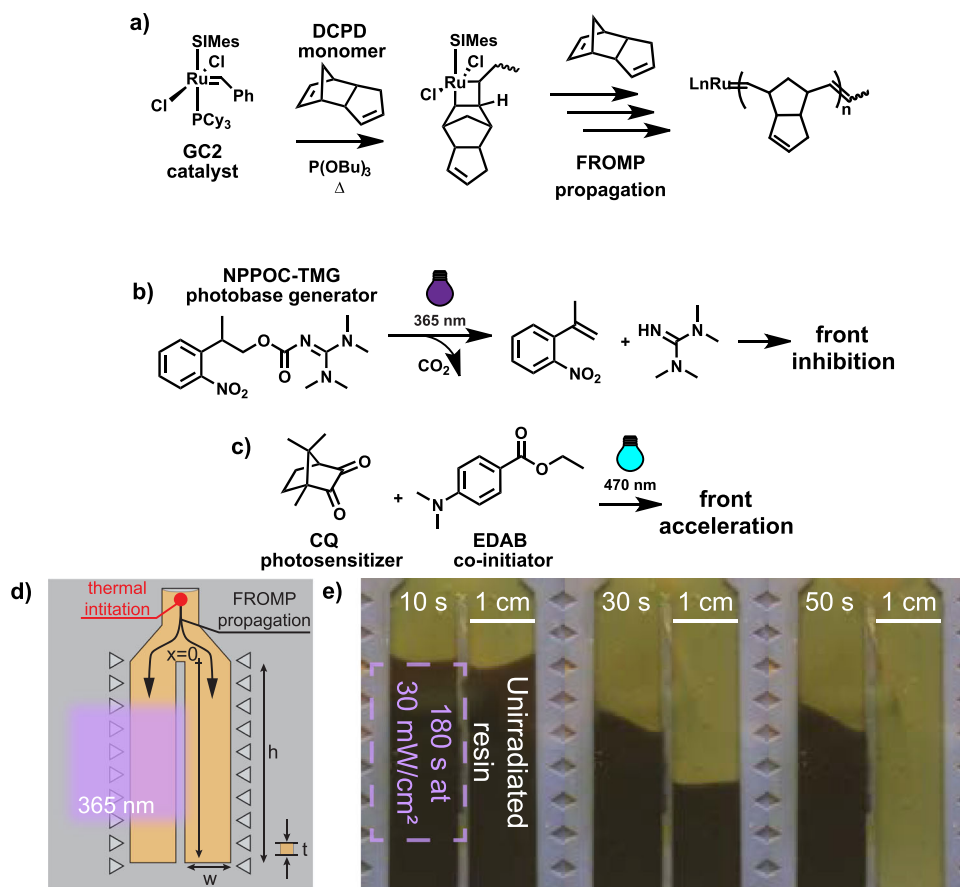 a)
SIMes
Cl
Ru
Cl
Ph
PCy3
GC2
catalyst
DCPD
monomer
P(OBu)3
Δ
SIMes
Cl
Ru
Cl
H
FROMP
propagation
LnRu
n
b)
NPPOC-TMG
photobase generator
O
N
N
O
N
NO2
365 nm
CO2
NO2
+
HN
N
N
front
inhibition
c)
O
O
CQ
photosensitizer
+
O
O
N
EDAB
co-initiator
470 nm
front
acceleration
d)
thermal
intitation
FROMP
propagation
x=0
h
365 nm
t
w
e)
10 s
1 cm
180 s at
30 mW/cm²
Unirradiated
resin
30 s
1 cm
50 s
1 cm